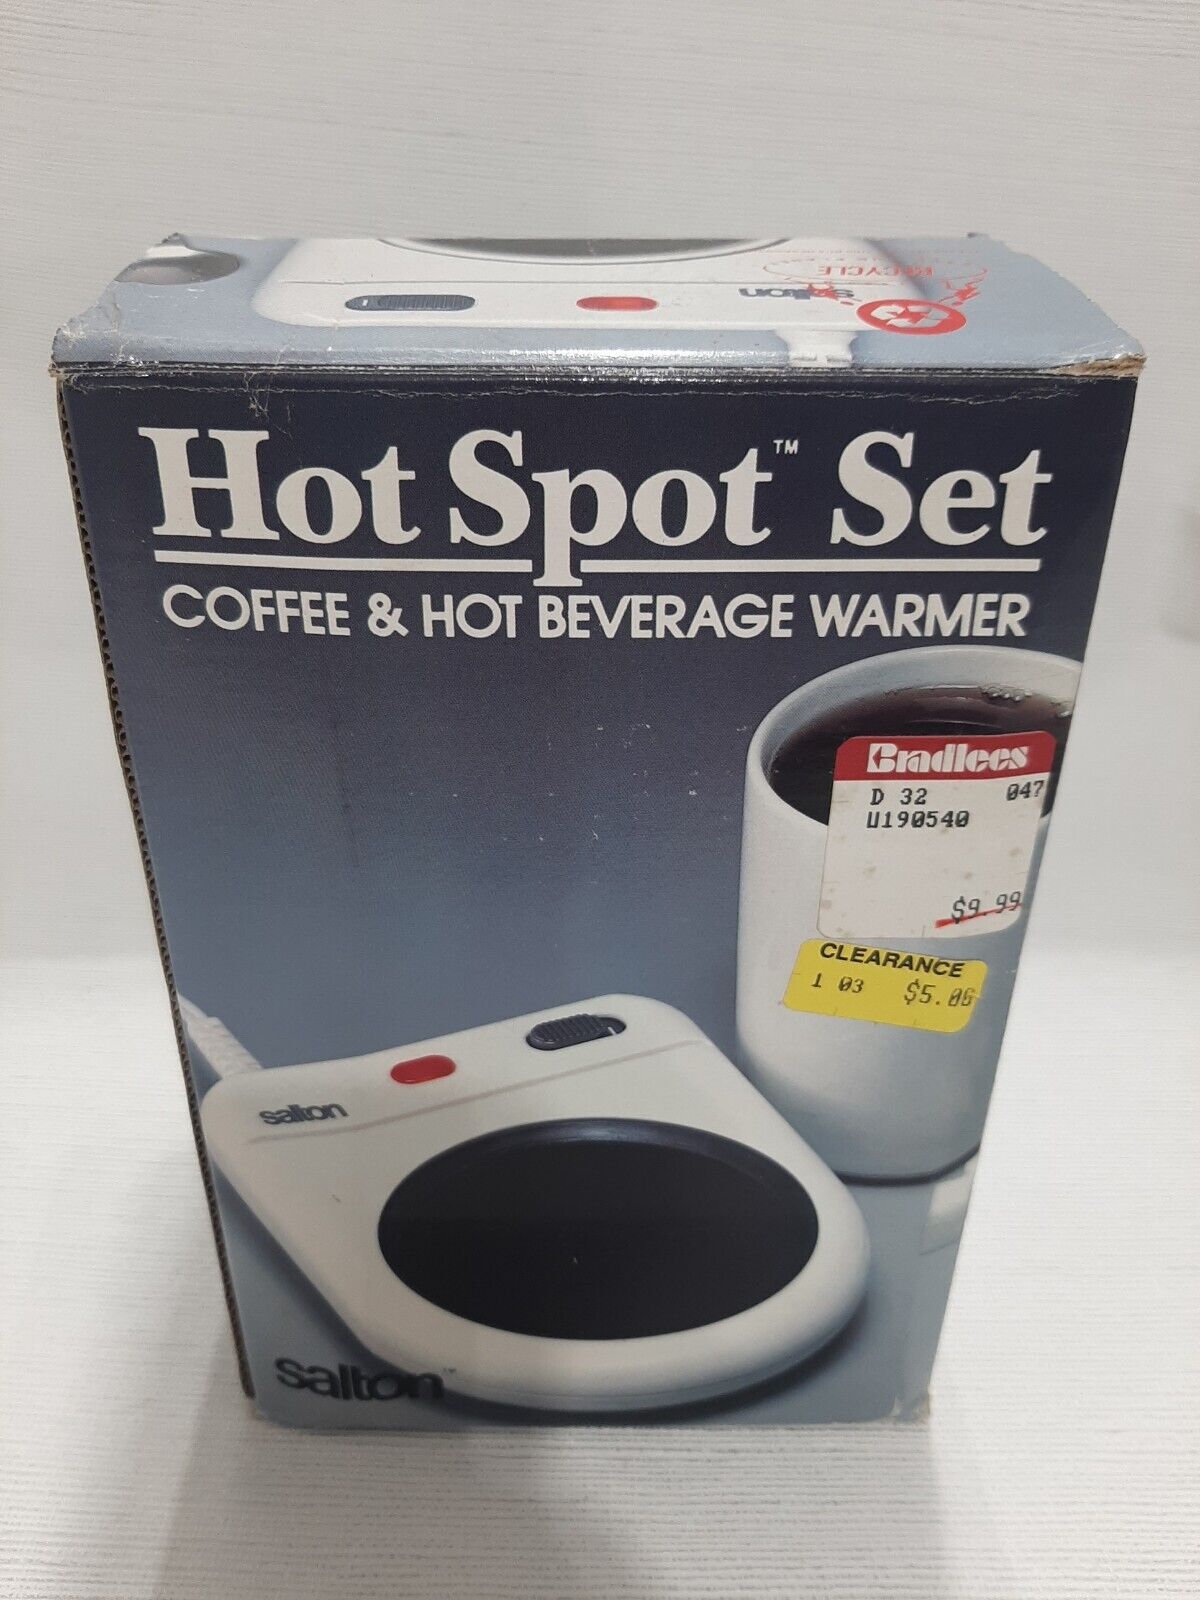 RECYCLE
salton
Hot Spot™ Set
COFFEE & HOT BEVERAGE WARMER
Bradlees
D 32 047
U190540
$9.99
CLEARANCE
1 03 $5.06
salton
salton